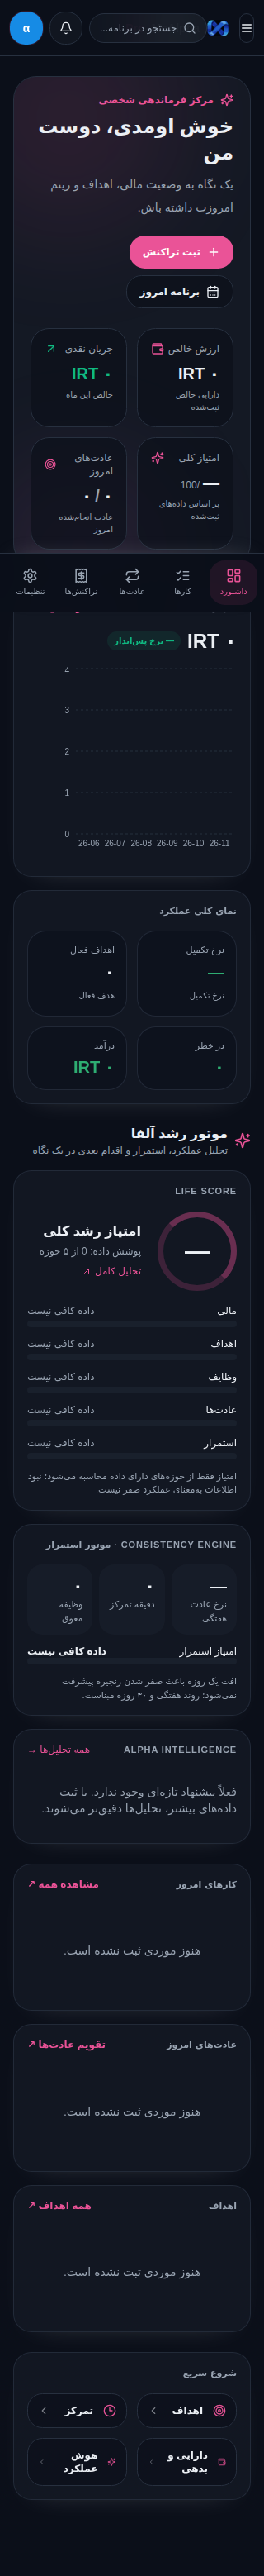 جستجو در برنامه...
α
مرکز فرماندهی شخصی
خوش اومدی، دوست
من
یک نگاه به وضعیت مالی، اهداف و ریتم
امروزت داشته باش.
ثبت تراکنش
برنامه امروز
ارزش خالص
۰ IRT
دارایی خالص
ثبت‌شده
جریان نقدی
۰ IRT
خالص این ماه
امتیاز کلی
— /100
بر اساس داده‌های
ثبت‌شده
عادت‌های
امروز
۰ / ۰
عادت انجام‌شده
امروز
داشبورد
کارها
عادت‌ها
تراکنش‌ها
تنظیمات
۰ IRT
— نرخ پس‌انداز
4
3
2
1
0
26-06 26-07 26-08 26-09 26-10 26-11
نمای کلی عملکرد
نرخ تکمیل
—
نرخ تکمیل
اهداف فعال
۰
هدف فعال
در خطر
۰
درآمد
۰ IRT
موتور رشد آلفا
تحلیل عملکرد، استمرار و اقدام بعدی در یک نگاه
LIFE SCORE
—
امتیاز رشد کلی
پوشش داده: 0 از ۵ حوزه
تحلیل کامل
مالی
داده کافی نیست
اهداف
داده کافی نیست
وظایف
داده کافی نیست
عادت‌ها
داده کافی نیست
استمرار
داده کافی نیست
امتیاز فقط از حوزه‌های دارای داده محاسبه می‌شود؛ نبود
اطلاعات به‌معنای عملکرد صفر نیست.
CONSISTENCY ENGINE · موتور استمرار
—
نرخ عادت
هفتگی
۰
دقیقه تمرکز
۰
وظیفه
معوق
امتیاز استمرار
داده کافی نیست
افت یک روزه باعث صفر شدن زنجیره پیشرفت
نمی‌شود؛ روند هفتگی و ۳۰ روزه مبناست.
ALPHA INTELLIGENCE
همه تحلیل‌ها →
فعلاً پیشنهاد تازه‌ای وجود ندارد. با ثبت
داده‌های بیشتر، تحلیل‌ها دقیق‌تر می‌شوند.
کارهای امروز
مشاهده همه ↗
هنوز موردی ثبت نشده است.
عادت‌های امروز
تقویم عادت‌ها ↗
هنوز موردی ثبت نشده است.
اهداف
همه اهداف ↗
هنوز موردی ثبت نشده است.
شروع سریع
اهداف
تمرکز
دارایی و
بدهی
هوش
عملکرد